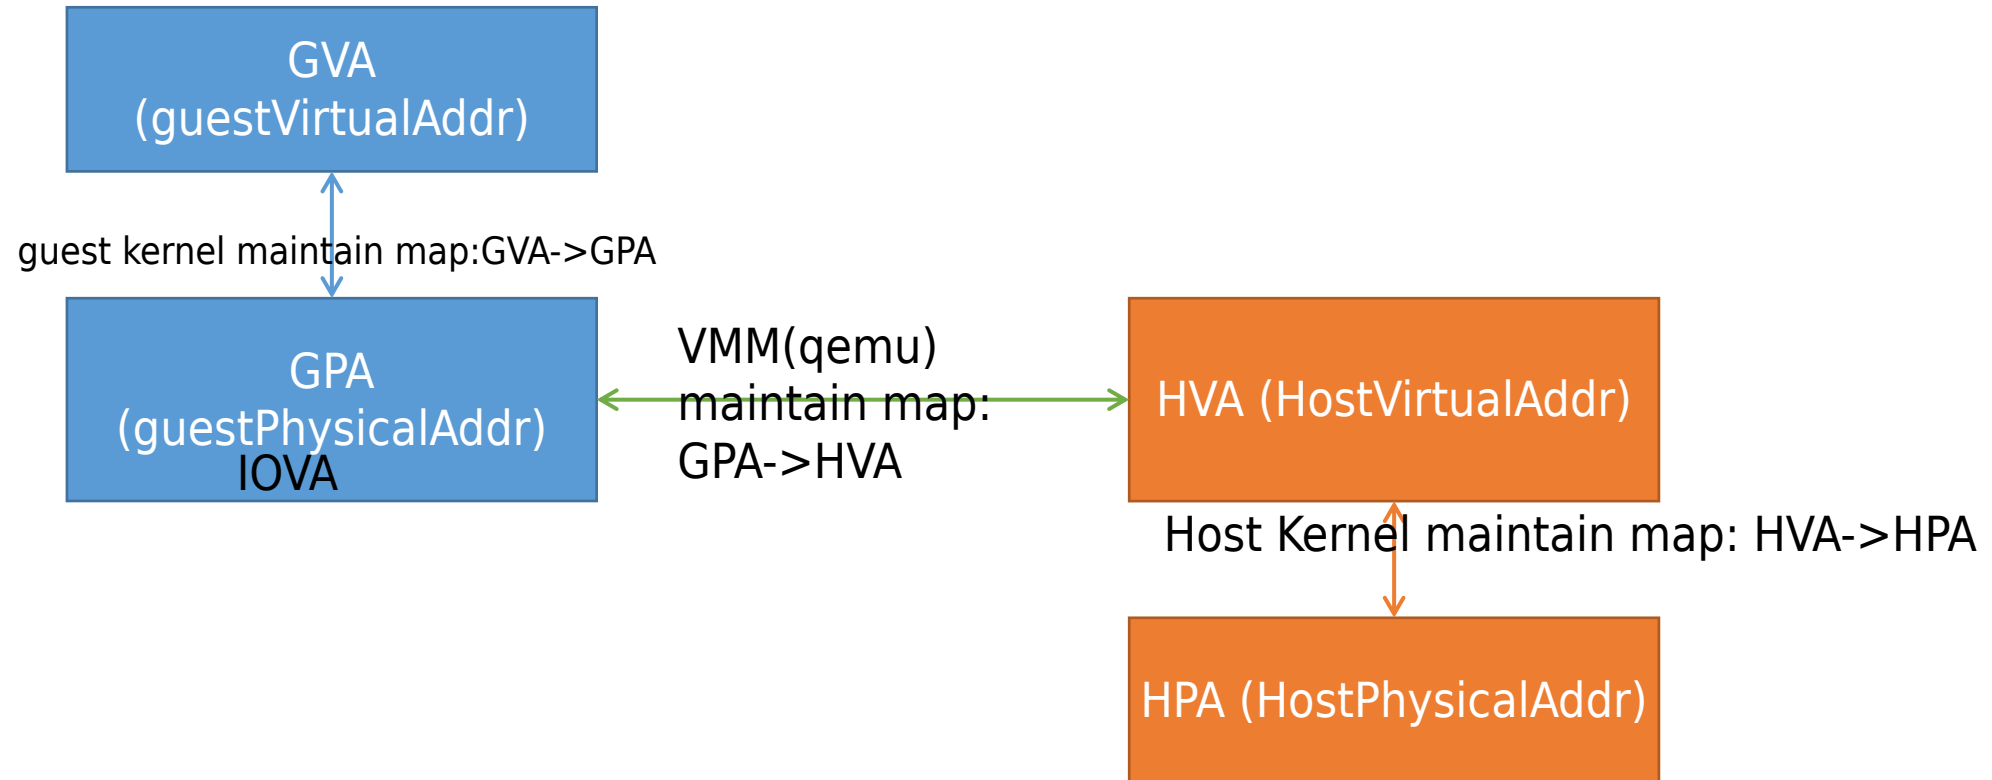 GVA
(guestVirtualAddr)
guest kernel maintain map:GVA->GPA
GPA
(guestPhysicalAddr)
IOVA
VMM(qemu)
maintain map:
GPA->HVA
HVA (HostVirtualAddr)
Host Kernel maintain map: HVA->HPA
HPA (HostPhysicalAddr)